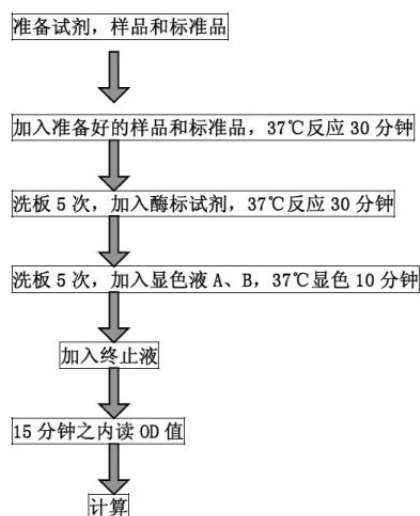 准备试剂，样品和标准品
加入准备好的样品和标准品，37℃反应 30 分钟
洗板 5 次，加入酶标试剂，37℃反应 30 分钟
洗板 5 次，加入显色液 A、B，37℃显色 10 分钟
加入终止液
15 分钟之内读 OD 值
计算